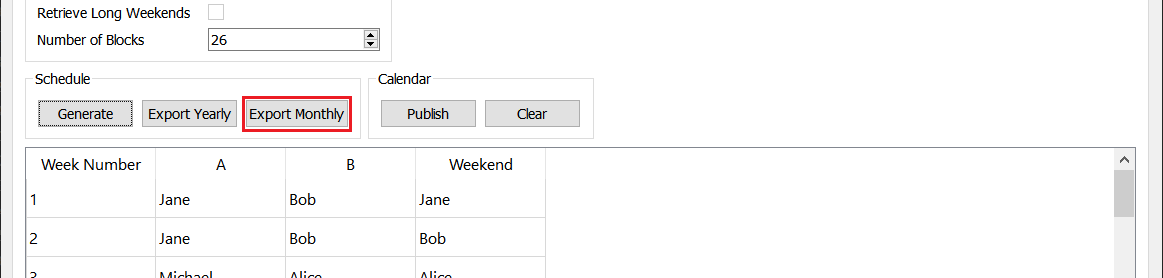 Retrieve Long Weekends
Number of Blocks 26
Schedule Calendar
Generate Export Yearly Export Monthly Publish Clear
Week Number A B Weekend
1 Jane Bob Jane
2 Jane Bob Bob
3 Michael Alice Alice